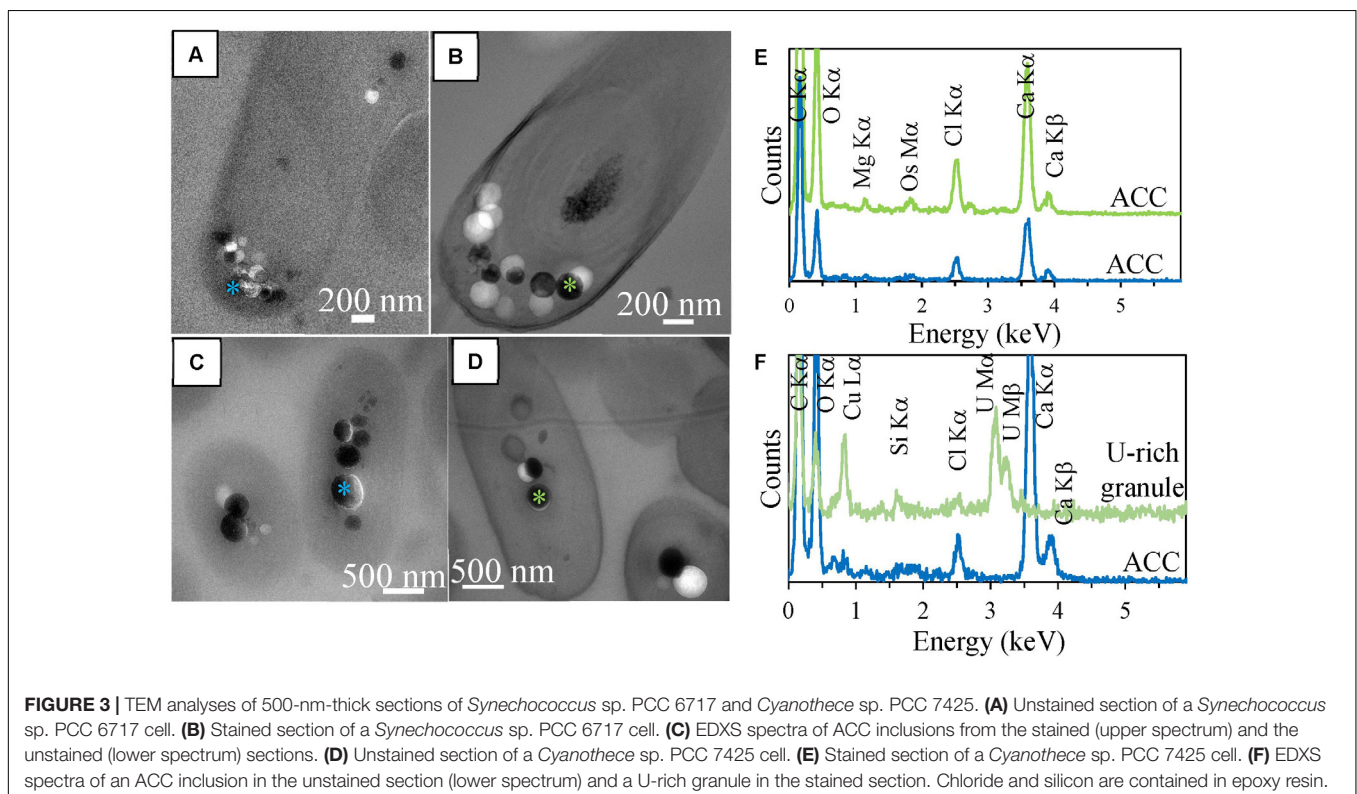 A
B
200 nm
200 nm
C
D
500 nm
500 nm
E
Counts
C Kα
O Kα
Mg Kα
Os Mα
Cl Kα
Ca Kα
Ca Kβ
ACC
ACC
0 1 2 3 4 5
Energy (keV)
F
Counts
C Kα
O Kα
Cu Lα
Si Kα
Cl Kα
U Mα
U Mβ
Ca Kα
Ca Kβ
U-rich
granule
ACC
0 1 2 3 4 5
Energy (keV)
FIGURE 3 | TEM analyses of 500-nm-thick sections of Synechococcus sp. PCC 6717 and Cyanothece sp. PCC 7425. (A) Unstained section of a Synechococcus
sp. PCC 6717 cell. (B) Stained section of a Synechococcus sp. PCC 6717 cell. (C) EDXS spectra of ACC inclusions from the stained (upper spectrum) and the
unstained (lower spectrum) sections. (D) Unstained section of a Cyanothece sp. PCC 7425 cell. (E) Stained section of a Cyanothece sp. PCC 7425 cell. (F) EDXS
spectra of an ACC inclusion in the unstained section (lower spectrum) and a U-rich granule in the stained section. Chloride and silicon are contained in epoxy resin.